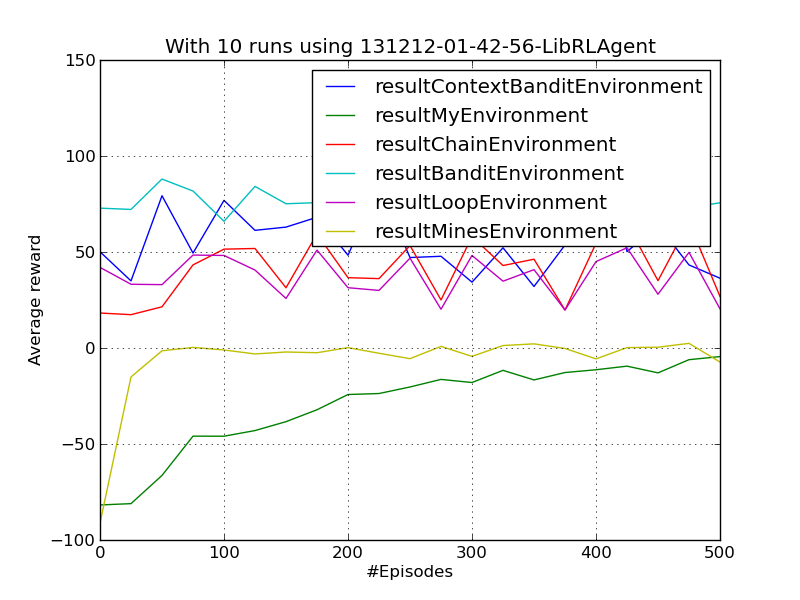 With 10 runs using 131212-01-42-56-LibRLAgent
150
100
50
0
−50
−100
Average reward
resultContextBanditEnvironment
resultMyEnvironment
resultChainEnvironment
resultBanditEnvironment
resultLoopEnvironment
resultMinesEnvironment
0 100 200 300 400 500
#Episodes